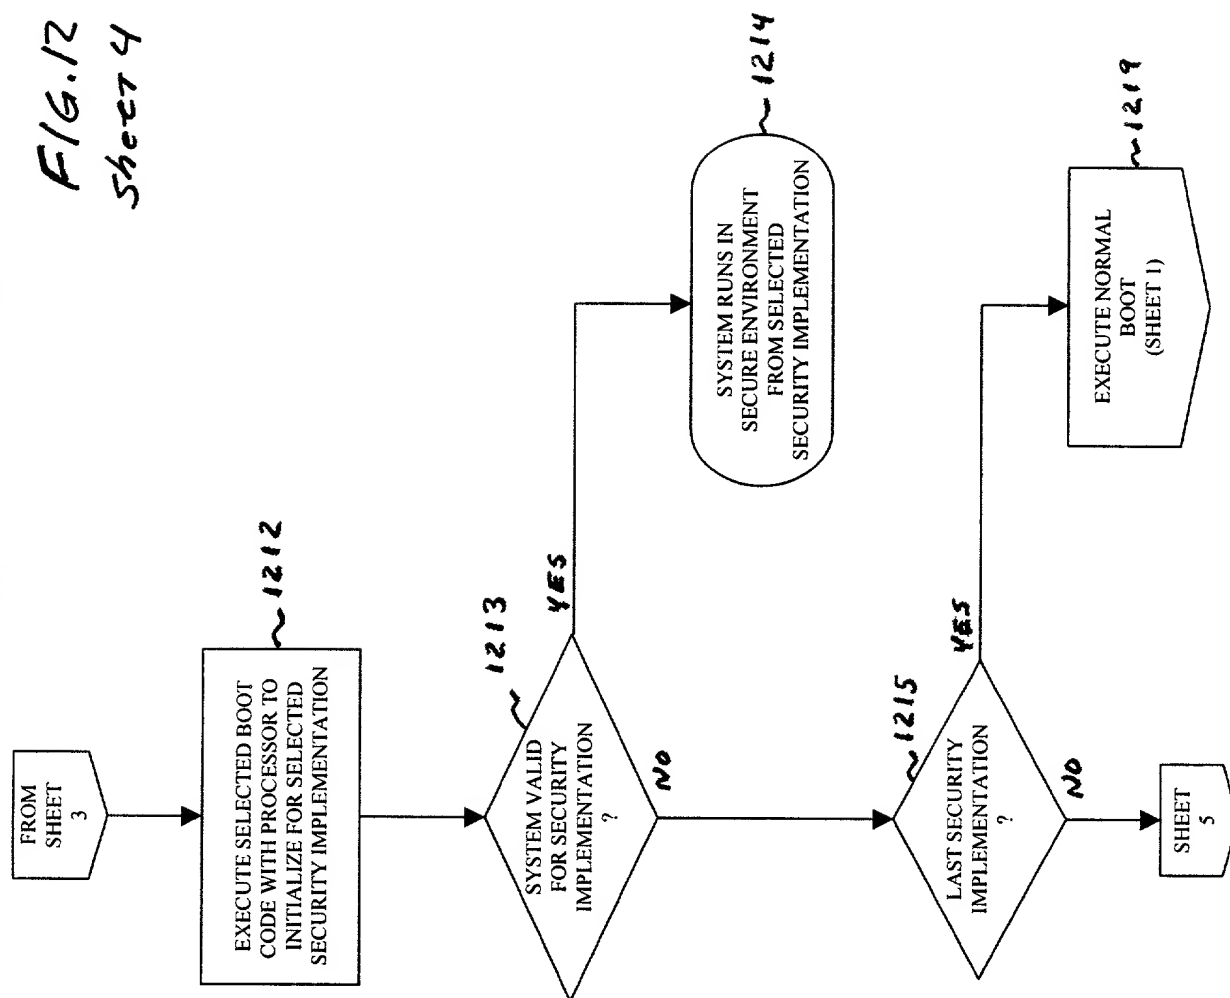 FIG.12
Sheet 4
FROM
SHEET
3
EXECUTE SELECTED BOOT
CODE WITH PROCESSOR TO
INITIALIZE FOR SELECTED
SECURITY IMPLEMENTATION
1212
SYSTEM VALID
FOR SECURITY
IMPLEMENTATION
?
1213
YES
NO
SYSTEM RUNS IN
SECURE ENVIRONMENT
FROM SELECTED
SECURITY IMPLEMENTATION
1214
LAST SECURITY
IMPLEMENTATION
?
1215
YES
NO
EXECUTE NORMAL
BOOT
(SHEET 1)
1219
SHEET
5